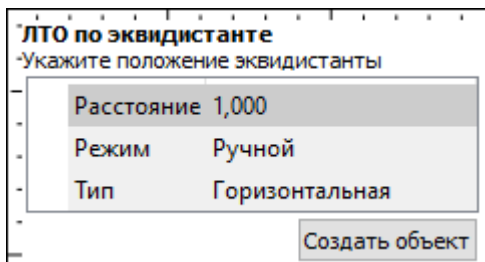 ЛТО по эквидистанте
Укажите положение эквидистанты
Расстояние 1,000
Режим Ручной
Тип Горизонтальная
Создать объект